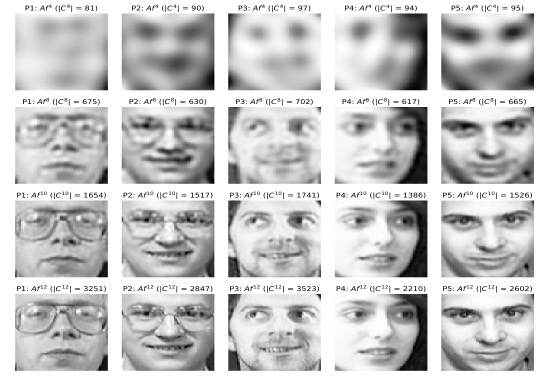 P1: Af⁴ (|C⁴| = 81) P2: Af⁴ (|C⁴| = 90) P3: Af⁴ (|C⁴| = 97) P4: Af⁴ (|C⁴| = 94) P5: Af⁴ (|C⁴| = 95)
P1: Af⁸ (|C⁸| = 675) P2: Af⁸ (|C⁸| = 630) P3: Af⁸ (|C⁸| = 702) P4: Af⁸ (|C⁸| = 617) P5: Af⁸ (|C⁸| = 665)
P1: Af¹⁰ (|C¹⁰| = 1654) P2: Af¹⁰ (|C¹⁰| = 1517) P3: Af¹⁰ (|C¹⁰| = 1741) P4: Af¹⁰ (|C¹⁰| = 1386) P5: Af¹⁰ (|C¹⁰| = 1526)
P1: Af¹² (|C¹²| = 3251) P2: Af¹² (|C¹²| = 2847) P3: Af¹² (|C¹²| = 3523) P4: Af¹² (|C¹²| = 2210) P5: Af¹² (|C¹²| = 2602)